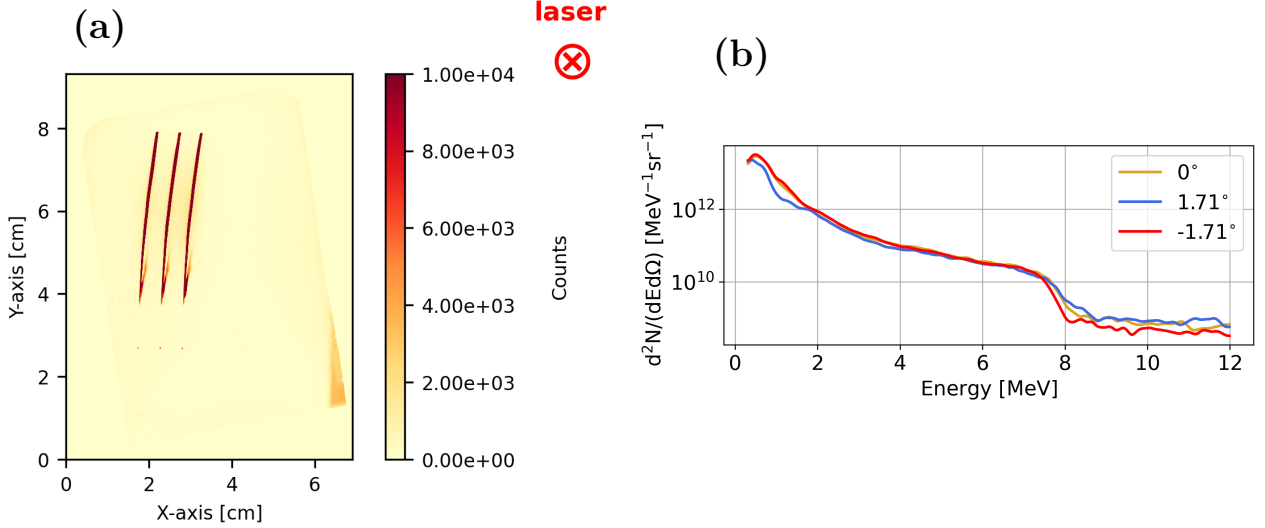 (a)
laser
(b)
8
6
4
2
0
0
2
4
6
Y-axis [cm]
X-axis [cm]
1.00e+04
8.00e+03
6.00e+03
4.00e+03
2.00e+03
0.00e+00
Counts
d²N/(dEdΩ) [MeV⁻¹sr⁻¹]
10¹²
10¹⁰
0°
1.71°
-1.71°
0
2
4
6
8
10
12
Energy [MeV]